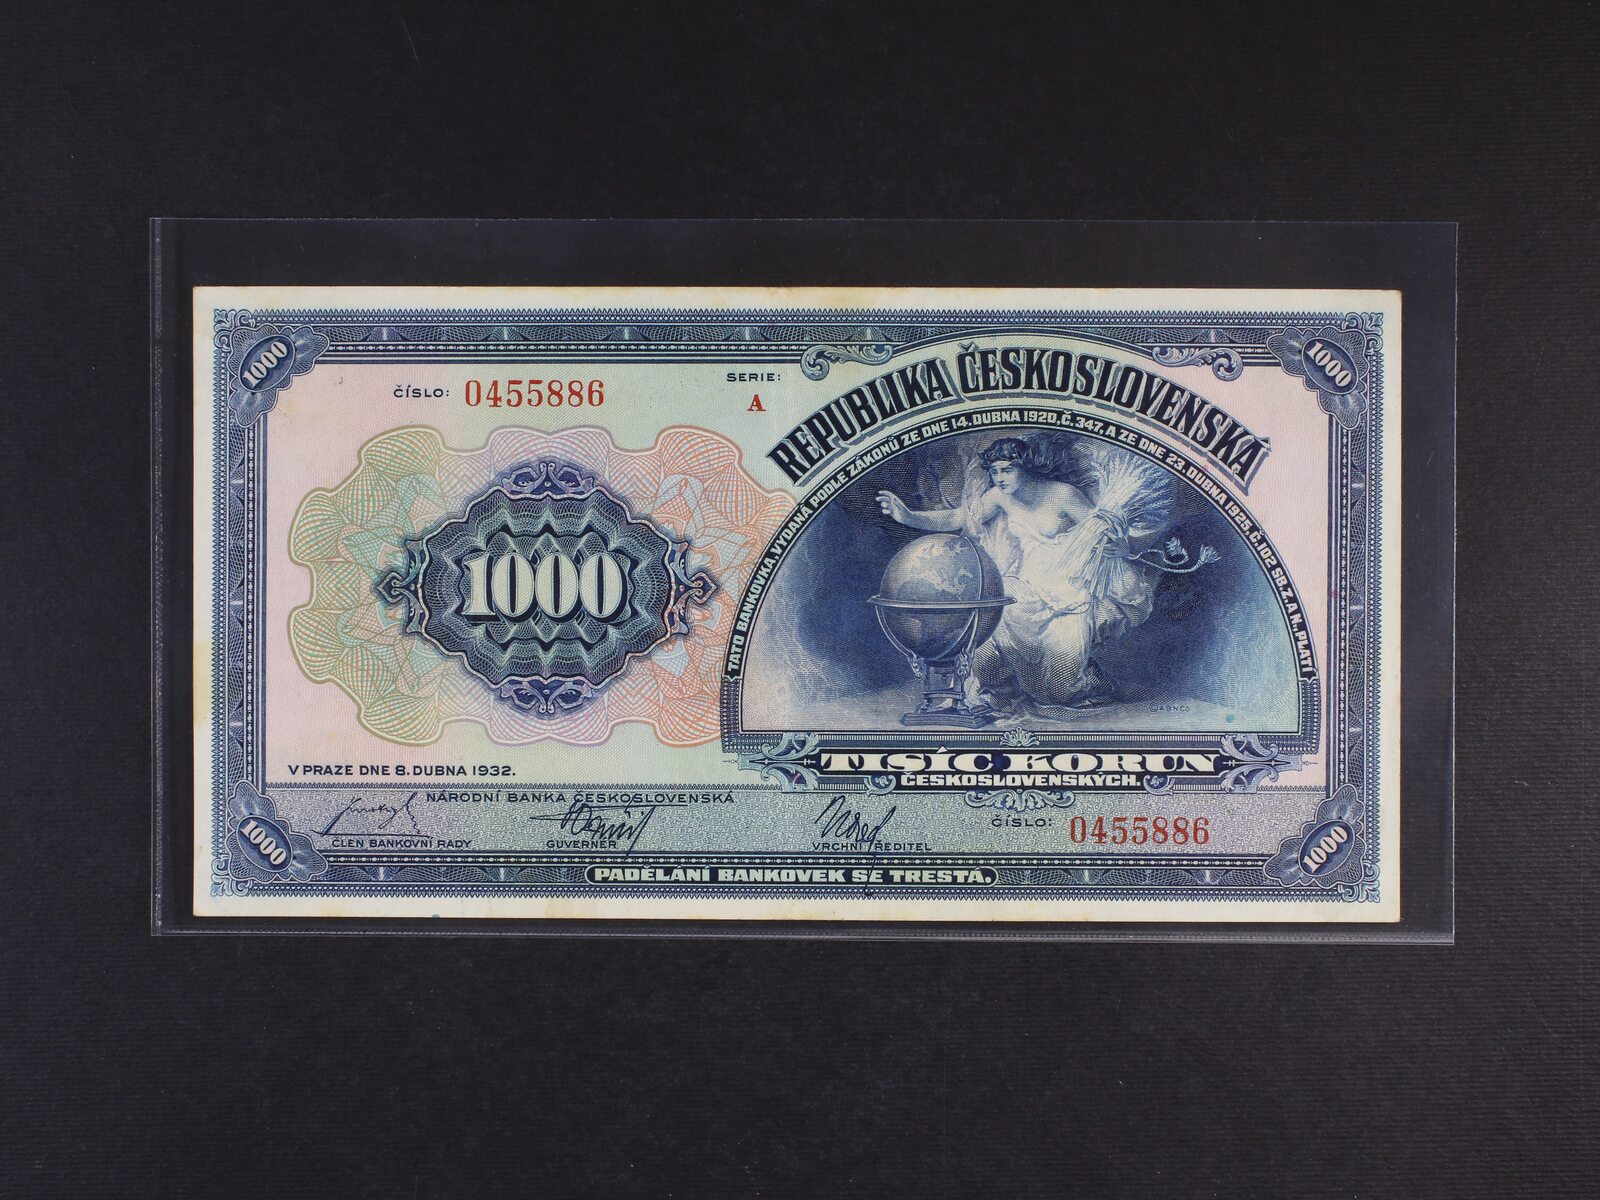 1000
1000
ČÍSLO: 0455886
SERIE:
A
REPUBLIKA ČESKOSLOVENSKÁ
TATO BANKOVKA, VYDANÁ PODLE ZÁKONŮ ZE DNE 14. DUBNA 1920, Č. 347, A ZE DNE 23. DUBNA 1925, Č. 102 SB. Z. A N., PLATÍ
1000
©ABNCO
TISÍC KORUN
ČESKOSLOVENSKÝCH.
V PRAZE DNE 8. DUBNA 1932.
NÁRODNÍ BANKA ČESKOSLOVENSKÁ
ČLEN BANKOVNÍ RADY
GUVERNÉR
VRCHNÍ ŘEDITEL
ČÍSLO: 0455886
1000
1000
PADĚLÁNÍ BANKOVEK SE TRESTÁ.